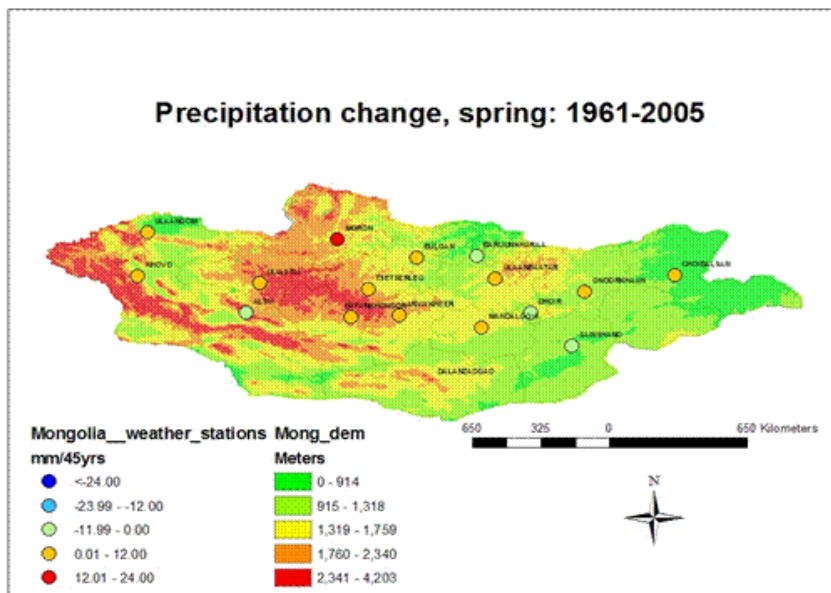 Precipitation change, spring: 1961-2005
ULAANGOM
MORON
BULGAN
BARUUNHARAA
CHOIBALSAN
KHOVD
ULIASTAI
TSETSERLEG
ULAANBAATAR
UNDERKHAAN
ALTAI
BAYANKHONGOR
ARVAIKHEER
CHOIR
MANDALGOVI
SAINSHAND
DALANZADGAD
650 325 0 650 Kilometers
Mongolia__weather_stations
mm/45yrs
<-24.00
-23.99 - -12.00
-11.99 - 0.00
0.01 - 12.00
12.01 - 24.00
Mong_dem
Meters
0 - 914
915 - 1,318
1,319 - 1,759
1,760 - 2,340
2,341 - 4,203
N